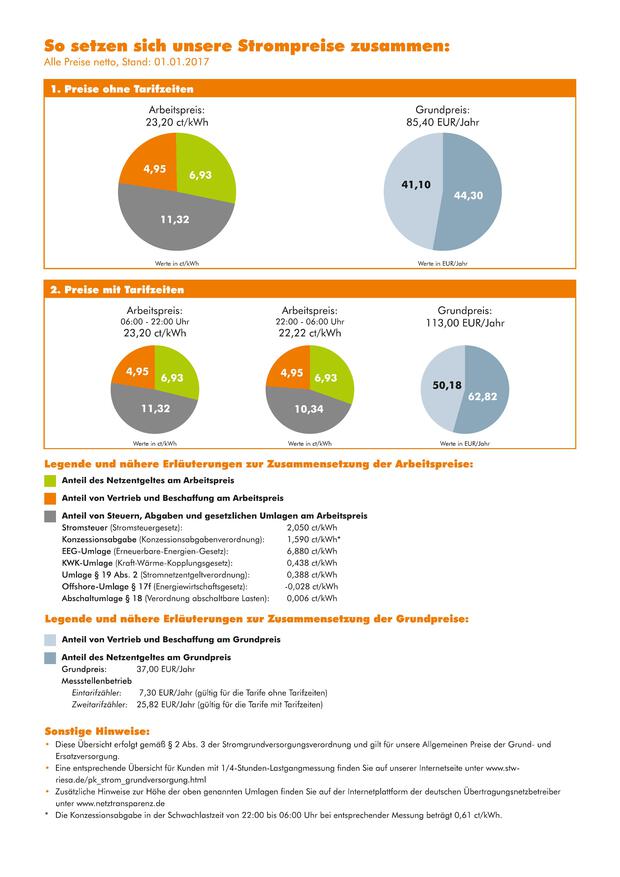 So setzen sich unsere Strompreise zusammen:
Alle Preise netto, Stand: 01.01.2017
1. Preise ohne Tarifzeiten
Arbeitspreis:
23,20 ct/kWh
4,95
6,93
11,32
Werte in ct/kWh
Grundpreis:
85,40 EUR/Jahr
41,10
44,30
Werte in EUR/Jahr
2. Preise mit Tarifzeiten
Arbeitspreis:
06:00 - 22:00 Uhr
23,20 ct/kWh
4,95
6,93
11,32
Werte in ct/kWh
Arbeitspreis:
22:00 - 06:00 Uhr
22,22 ct/kWh
4,95
6,93
10,34
Werte in ct/kWh
Grundpreis:
113,00 EUR/Jahr
50,18
62,82
Werte in EUR/Jahr
Legende und nähere Erläuterungen zur Zusammensetzung der Arbeitspreise:
Anteil des Netzentgeltes am Arbeitspreis
Anteil von Vertrieb und Beschaffung am Arbeitspreis
Anteil von Steuern, Abgaben und gesetzlichen Umlagen am Arbeitspreis
Stromsteuer (Stromsteuergesetz): 2,050 ct/kWh
Konzessionsabgabe (Konzessionsabgabenverordnung): 1,590 ct/kWh*
EEG-Umlage (Erneuerbare-Energien-Gesetz): 6,880 ct/kWh
KWK-Umlage (Kraft-Wärme-Kopplungsgesetz): 0,438 ct/kWh
Umlage § 19 Abs. 2 (Stromnetzentgeltverordnung): 0,388 ct/kWh
Offshore-Umlage § 17f (Energiewirtschaftsgesetz): -0,028 ct/kWh
Abschaltumlage § 18 (Verordnung abschaltbare Lasten): 0,006 ct/kWh
Legende und nähere Erläuterungen zur Zusammensetzung der Grundpreise:
Anteil von Vertrieb und Beschaffung am Grundpreis
Anteil des Netzentgeltes am Grundpreis
Grundpreis: 37,00 EUR/Jahr
Messstellenbetrieb
Eintarifzähler: 7,30 EUR/Jahr (gültig für die Tarife ohne Tarifzeiten)
Zweitarifzähler: 25,82 EUR/Jahr (gültig für die Tarife mit Tarifzeiten)
Sonstige Hinweise:
• Diese Übersicht erfolgt gemäß § 2 Abs. 3 der Stromgrundversorgungsverordnung und gilt für unsere Allgemeinen Preise der Grund- und
Ersatzversorgung.
• Eine entsprechende Übersicht für Kunden mit 1/4-Stunden-Lastgangmessung finden Sie auf unserer Internetseite unter www.stw-
riesa.de/pk_strom_grundversorgung.html
• Zusätzliche Hinweise zur Höhe der oben genannten Umlagen finden Sie auf der Internetplattform der deutschen Übertragungsnetzbetreiber
unter www.netztransparenz.de
* Die Konzessionsabgabe in der Schwachlastzeit von 22:00 bis 06:00 Uhr bei entsprechender Messung beträgt 0,61 ct/kWh.